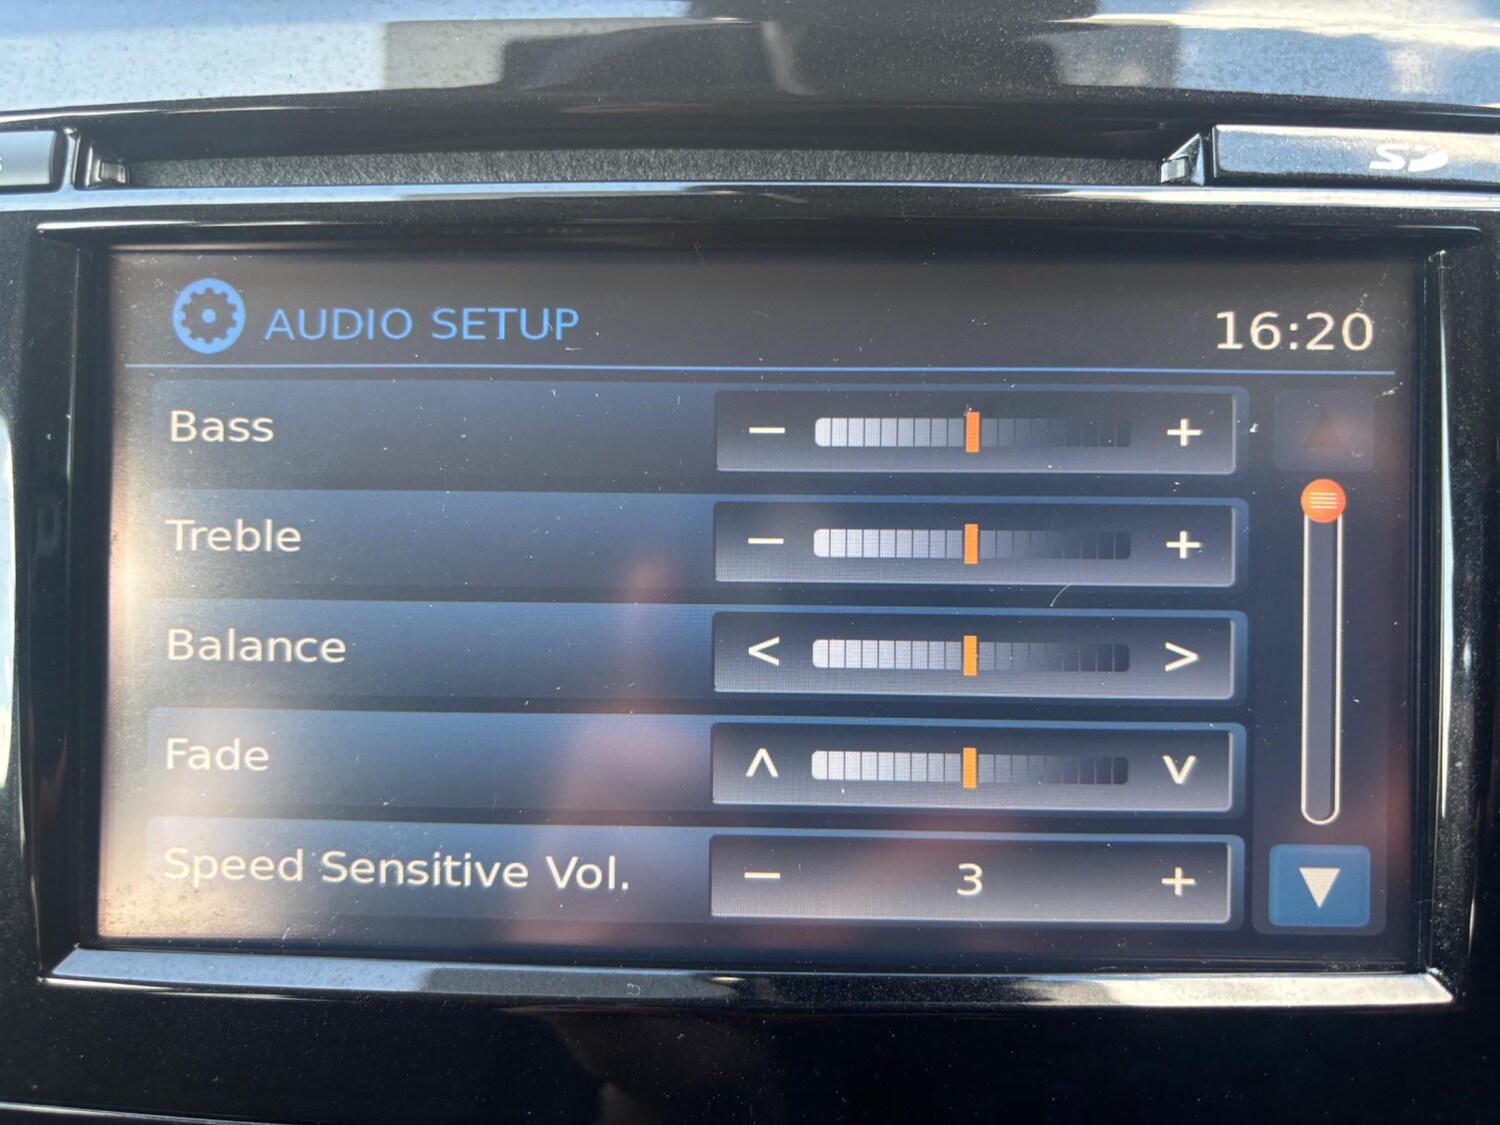 SD
AUDIO SETUP 16:20
Bass − +
Treble − +
Balance < >
Fade ∧ ∨
Speed Sensitive Vol. − 3 +